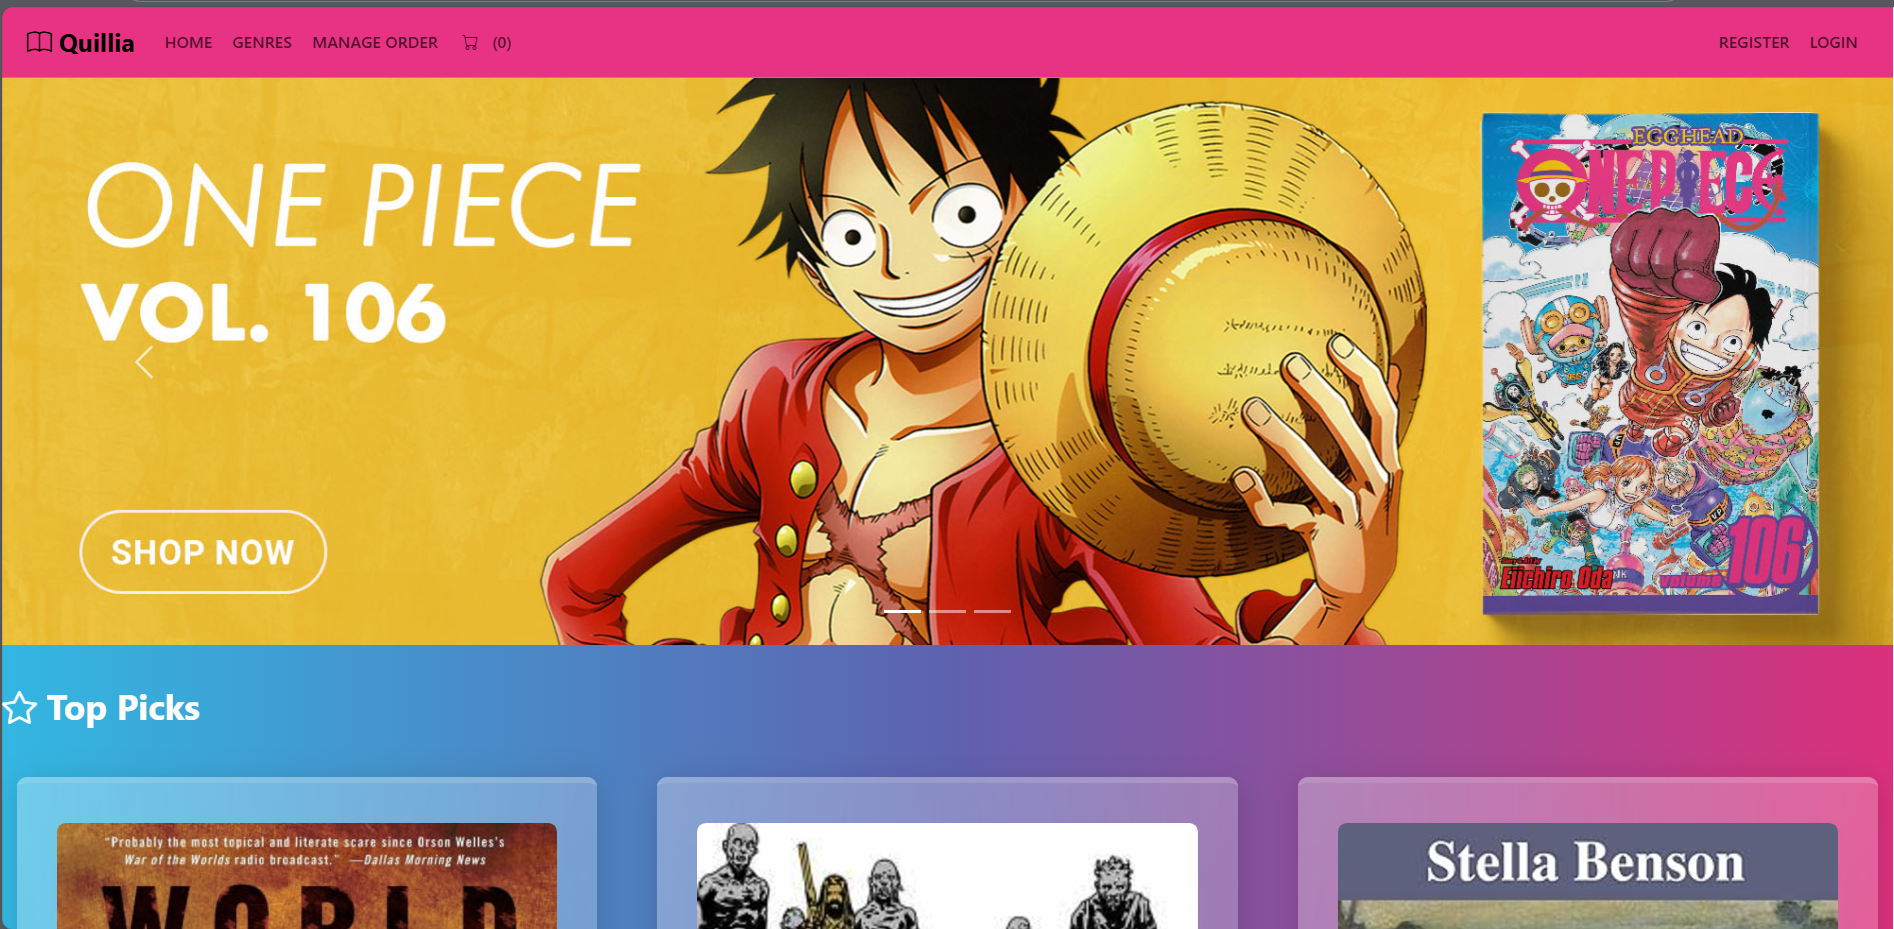 Quillia HOME GENRES MANAGE ORDER (0) REGISTER LOGIN
ONE PIECE
VOL. 106
SHOP NOW
EGGHEAD
ONE PIECE
106
Eiichiro Oda
volume
Top Picks
"Probably the most topical and literate scare since Orson Welles's
War of the Worlds radio broadcast." —Dallas Morning News
WORLD
Stella Benson